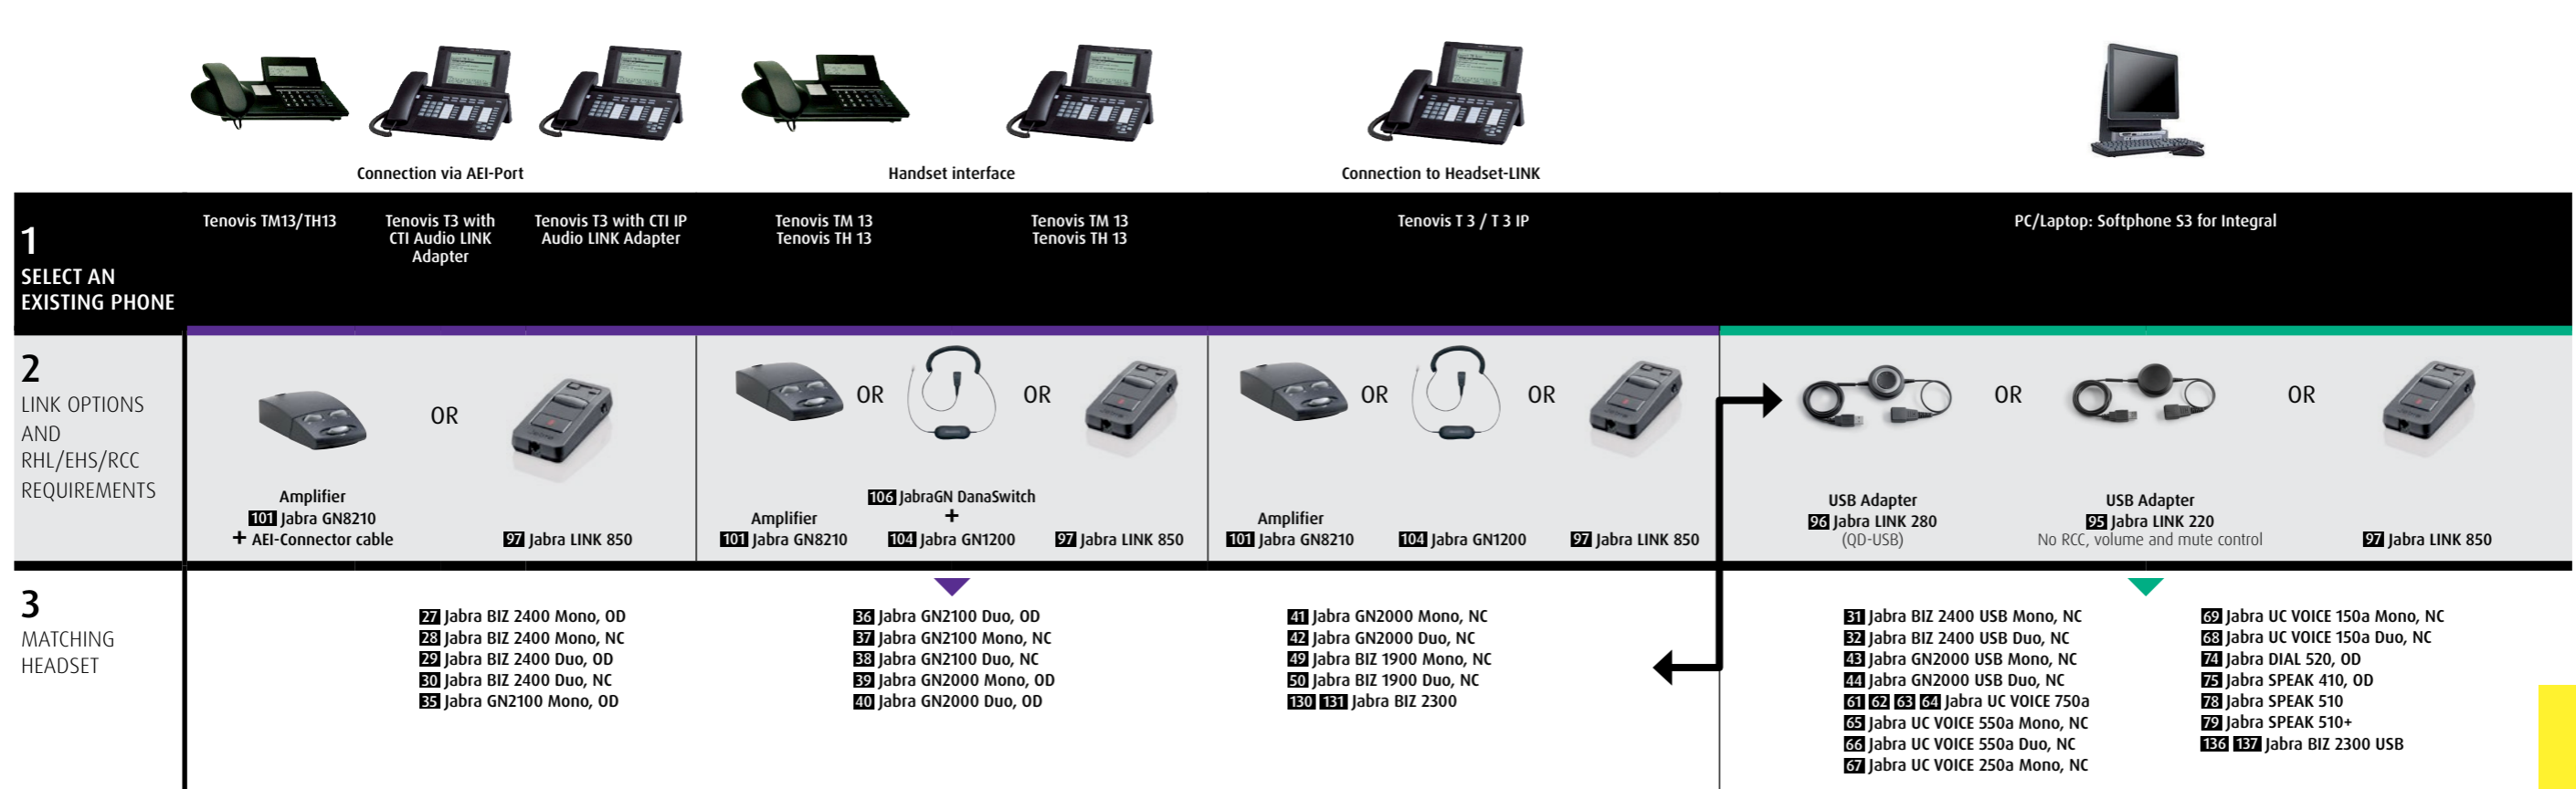 Connection via AEI-Port
Handset interface
Connection to Headset-LINK
1
SELECT AN
EXISTING PHONE
Tenovis TM13/TH13
Tenovis T3 with
CTI Audio LINK
Adapter
Tenovis T3 with CTI IP
Audio LINK Adapter
Tenovis TM 13
Tenovis TH 13
Tenovis TM 13
Tenovis TH 13
Tenovis T 3 / T 3 IP
PC/Laptop: Softphone S3 for Integral
2
LINK OPTIONS
AND
RHL/EHS/RCC
REQUIREMENTS
Amplifier
101 Jabra GN8210
+ AEI-Connector cable
OR
97 Jabra LINK 850
Amplifier
101 Jabra GN8210
OR
106 JabraGN DanaSwitch
+
104 Jabra GN1200
OR
97 Jabra LINK 850
Amplifier
101 Jabra GN8210
OR
104 Jabra GN1200
OR
97 Jabra LINK 850
USB Adapter
96 Jabra LINK 280
(QD-USB)
OR
USB Adapter
95 Jabra LINK 220
No RCC, volume and mute control
OR
97 Jabra LINK 850
3
MATCHING
HEADSET
27 Jabra BIZ 2400 Mono, OD
28 Jabra BIZ 2400 Mono, NC
29 Jabra BIZ 2400 Duo, OD
30 Jabra BIZ 2400 Duo, NC
35 Jabra GN2100 Mono, OD
36 Jabra GN2100 Duo, OD
37 Jabra GN2100 Mono, NC
38 Jabra GN2100 Duo, NC
39 Jabra GN2000 Mono, OD
40 Jabra GN2000 Duo, OD
41 Jabra GN2000 Mono, NC
42 Jabra GN2000 Duo, NC
49 Jabra BIZ 1900 Mono, NC
50 Jabra BIZ 1900 Duo, NC
130 131 Jabra BIZ 2300
31 Jabra BIZ 2400 USB Mono, NC
32 Jabra BIZ 2400 USB Duo, NC
43 Jabra GN2000 USB Mono, NC
44 Jabra GN2000 USB Duo, NC
61 62 63 64 Jabra UC VOICE 750a
65 Jabra UC VOICE 550a Mono, NC
66 Jabra UC VOICE 550a Duo, NC
67 Jabra UC VOICE 250a Mono, NC
69 Jabra UC VOICE 150a Mono, NC
68 Jabra UC VOICE 150a Duo, NC
74 Jabra DIAL 520, OD
75 Jabra SPEAK 410, OD
78 Jabra SPEAK 510
79 Jabra SPEAK 510+
136 137 Jabra BIZ 2300 USB